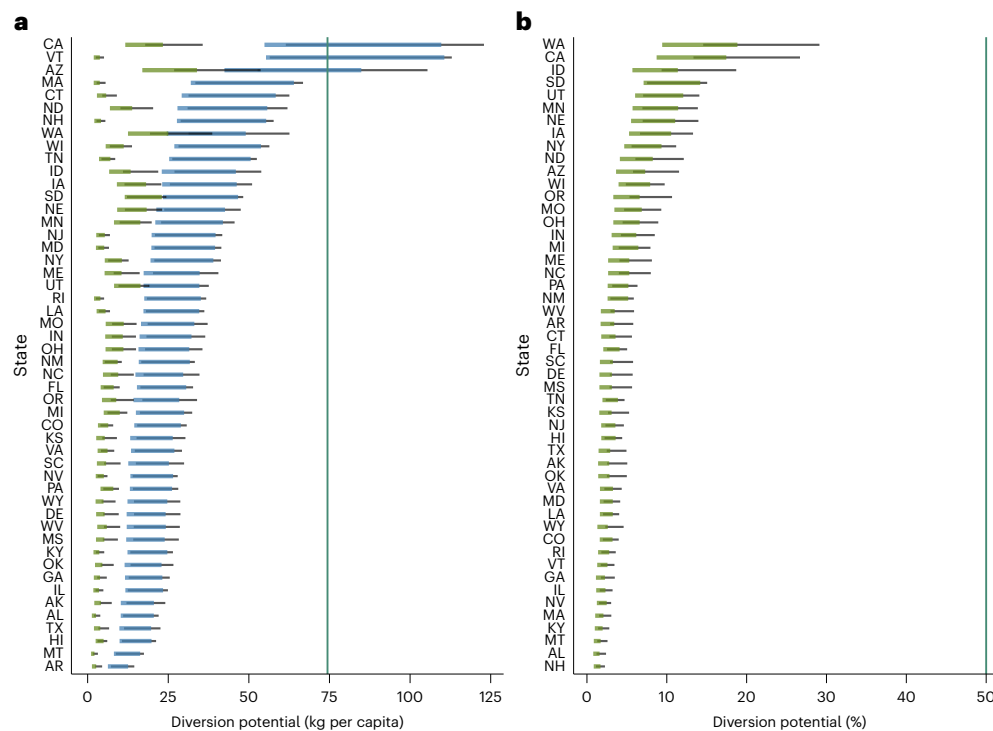 a
CA
VT
AZ
MA
CT
ND
NH
WA
WI
TN
ID
IA
SD
NE
MN
NJ
MD
NY
ME
UT
RI
LA
MO
IN
OH
NM
NC
FL
OR
MI
CO
KS
VA
SC
NV
PA
WY
DE
WV
MS
KY
OK
GA
IL
AK
AL
TX
HI
MT
AR
State
0 25 50 75 100 125
Diversion potential (kg per capita)
b
WA
CA
ID
SD
UT
MN
NE
IA
NY
ND
AZ
WI
OR
MO
OH
IN
MI
ME
NC
PA
NM
WV
AR
CT
FL
SC
DE
MS
TN
KS
NJ
HI
TX
AK
OK
VA
MD
LA
WY
CO
RI
VT
GA
IL
NV
MA
KY
MT
AL
NH
State
0 10 20 30 40 50
Diversion potential (%)